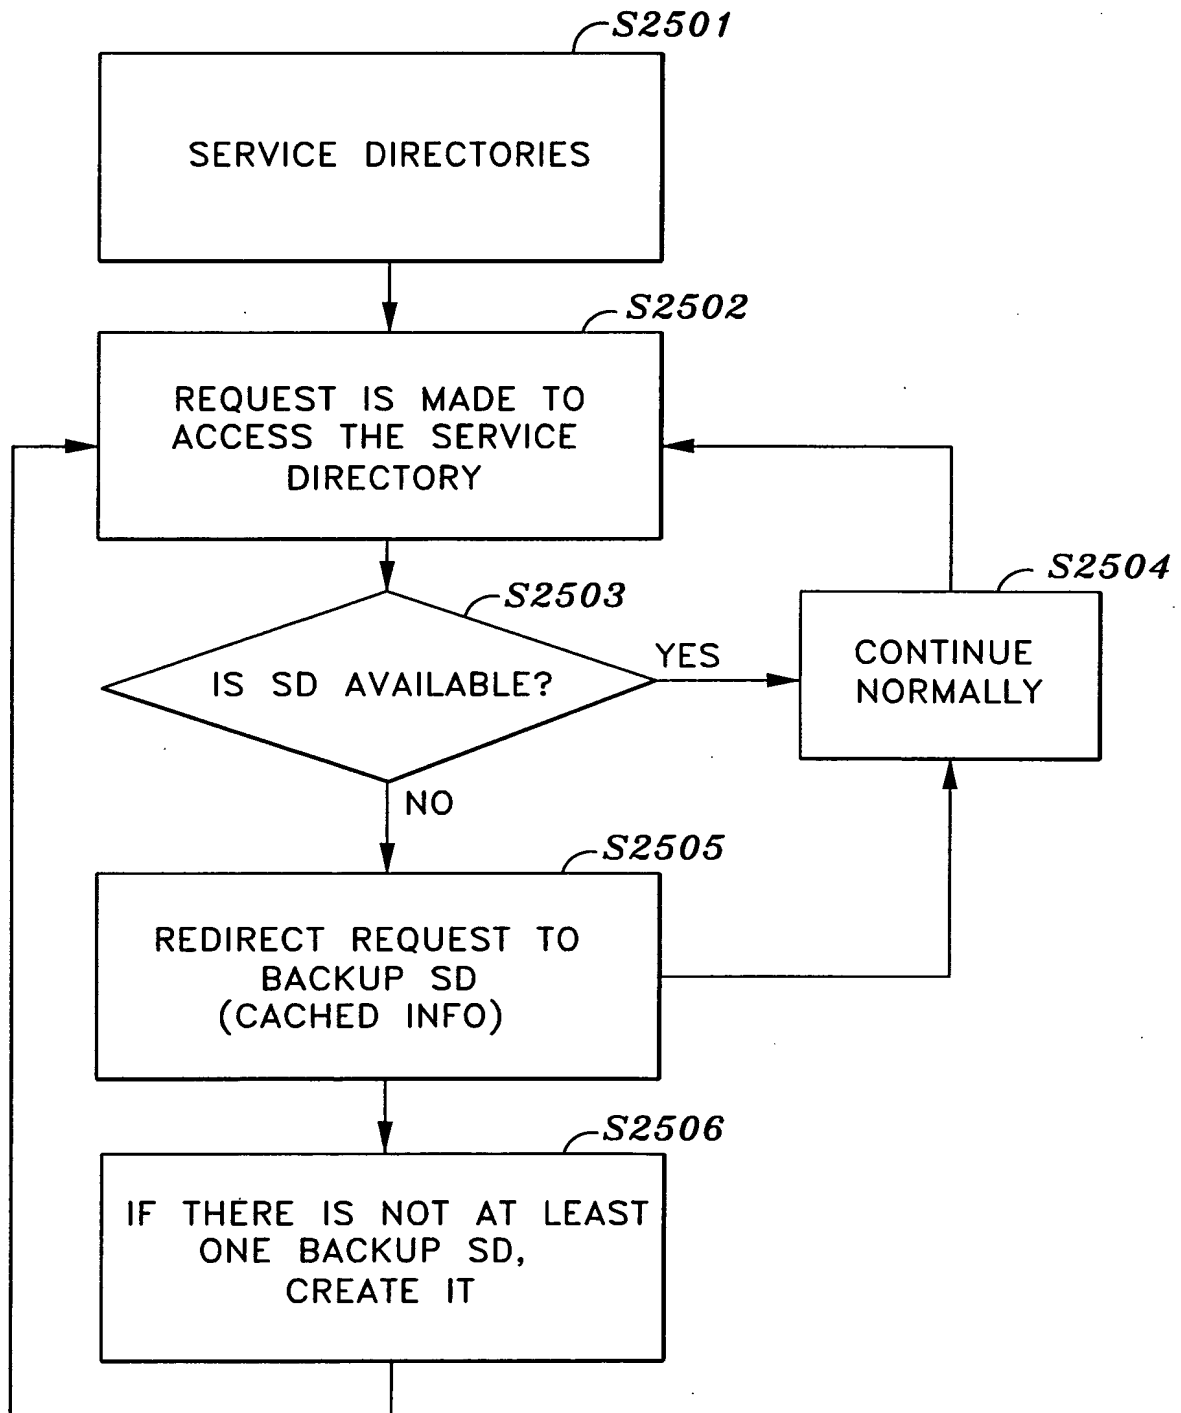 S2501
SERVICE DIRECTORIES
S2502
REQUEST IS MADE TO
ACCESS THE SERVICE
DIRECTORY
S2503
IS SD AVAILABLE?
YES
S2504
CONTINUE
NORMALLY
NO
S2505
REDIRECT REQUEST TO
BACKUP SD
(CACHED INFO)
S2506
IF THERE IS NOT AT LEAST
ONE BACKUP SD,
CREATE IT